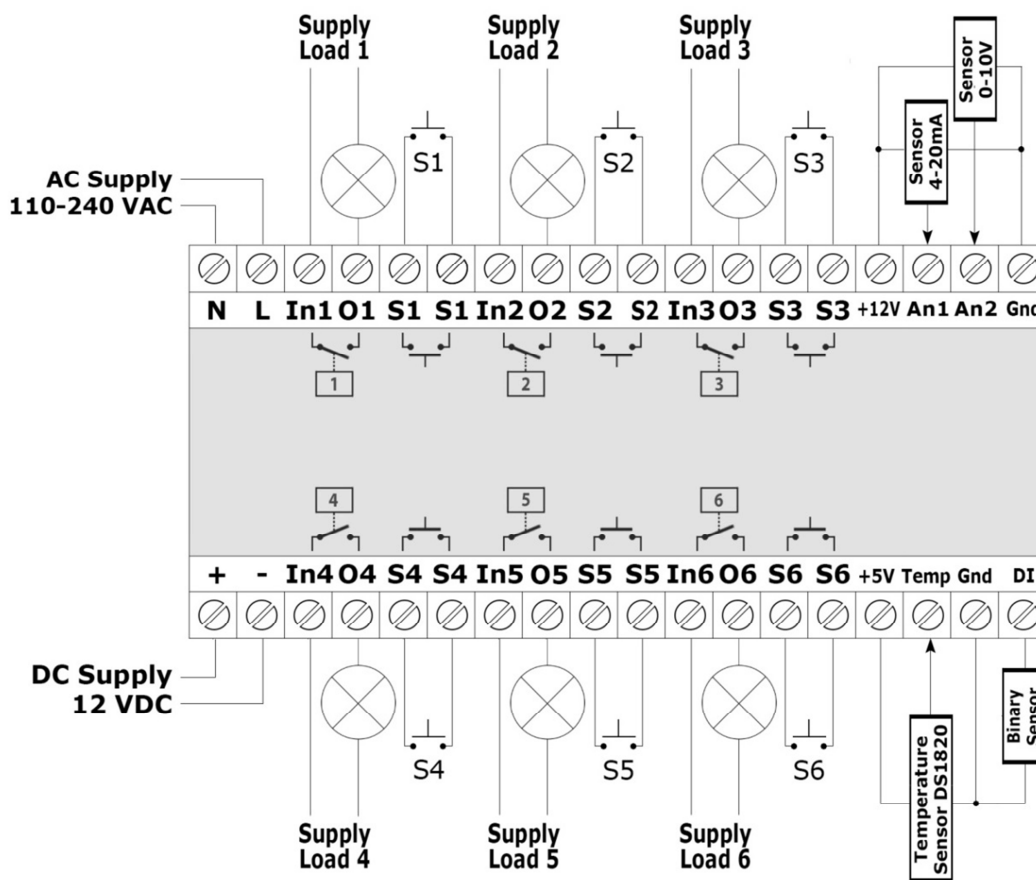 Supply
Load 1
Supply
Load 2
Supply
Load 3
Sensor
0-10V
Sensor
4-20mA
S1
S2
S3
AC Supply
110-240 VAC
N L In1 O1 S1 S1 In2 O2 S2 S2 In3 O3 S3 S3 +12V An1 An2 Gnd
1
2
3
4
5
6
+ - In4 O4 S4 S4 In5 O5 S5 S5 In6 O6 S6 S6 +5V Temp Gnd DI
DC Supply
12 VDC
S4
S5
S6
Binary
Sensor
Temperature
Sensor DS1820
Supply
Load 4
Supply
Load 5
Supply
Load 6